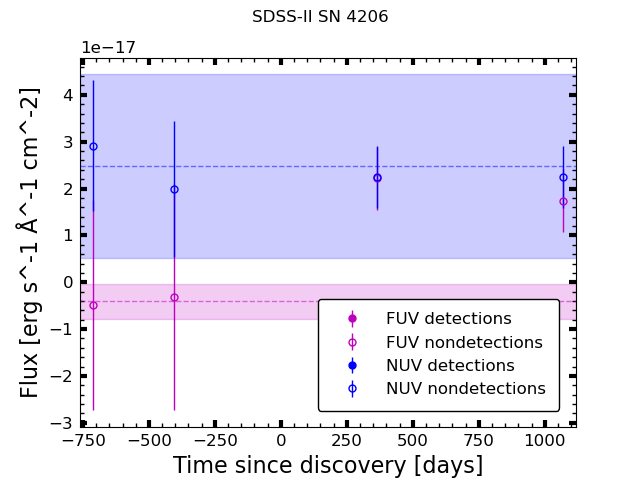 SDSS-II SN 4206
1e−17
Flux [erg s^-1 Å^-1 cm^-2]
4
3
2
1
0
−1
−2
−3
FUV detections
FUV nondetections
NUV detections
NUV nondetections
−750 −500 −250 0 250 500 750 1000
Time since discovery [days]